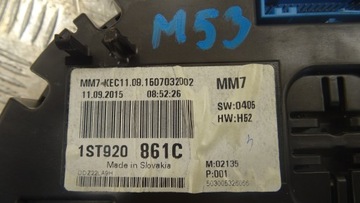 M53
MM7-KEC11.09.1507032002
11.09.2015 08:52:26
MM7
SW:0406
HW:H52
1ST920 861C
Made in Slovakia
M:02135
P:001